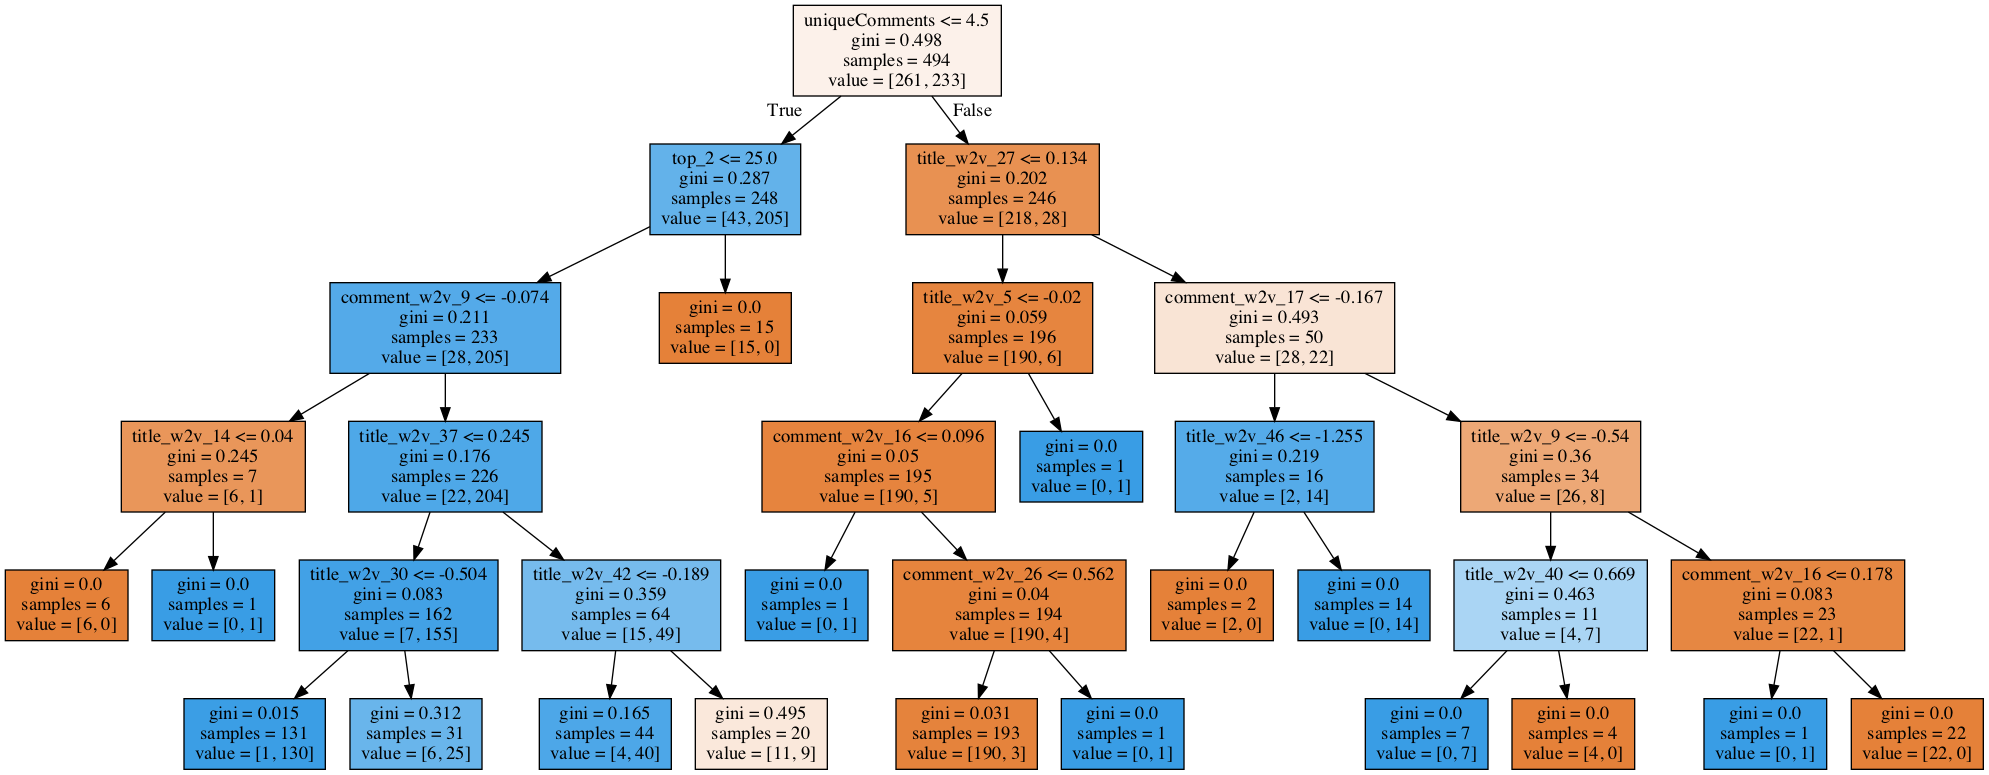 uniqueComments <= 4.5
gini = 0.498
samples = 494
value = [261, 233]
True
False
top_2 <= 25.0
gini = 0.287
samples = 248
value = [43, 205]
title_w2v_27 <= 0.134
gini = 0.202
samples = 246
value = [218, 28]
comment_w2v_9 <= -0.074
gini = 0.211
samples = 233
value = [28, 205]
gini = 0.0
samples = 15
value = [15, 0]
title_w2v_5 <= -0.02
gini = 0.059
samples = 196
value = [190, 6]
comment_w2v_17 <= -0.167
gini = 0.493
samples = 50
value = [28, 22]
title_w2v_14 <= 0.04
gini = 0.245
samples = 7
value = [6, 1]
title_w2v_37 <= 0.245
gini = 0.176
samples = 226
value = [22, 204]
comment_w2v_16 <= 0.096
gini = 0.05
samples = 195
value = [190, 5]
gini = 0.0
samples = 1
value = [0, 1]
title_w2v_46 <= -1.255
gini = 0.219
samples = 16
value = [2, 14]
title_w2v_9 <= -0.54
gini = 0.36
samples = 34
value = [26, 8]
gini = 0.0
samples = 6
value = [6, 0]
gini = 0.0
samples = 1
value = [0, 1]
title_w2v_30 <= -0.504
gini = 0.083
samples = 162
value = [7, 155]
title_w2v_42 <= -0.189
gini = 0.359
samples = 64
value = [15, 49]
gini = 0.0
samples = 1
value = [0, 1]
comment_w2v_26 <= 0.562
gini = 0.04
samples = 194
value = [190, 4]
gini = 0.0
samples = 2
value = [2, 0]
gini = 0.0
samples = 14
value = [0, 14]
title_w2v_40 <= 0.669
gini = 0.463
samples = 11
value = [4, 7]
comment_w2v_16 <= 0.178
gini = 0.083
samples = 23
value = [22, 1]
gini = 0.015
samples = 131
value = [1, 130]
gini = 0.312
samples = 31
value = [6, 25]
gini = 0.165
samples = 44
value = [4, 40]
gini = 0.495
samples = 20
value = [11, 9]
gini = 0.031
samples = 193
value = [190, 3]
gini = 0.0
samples = 1
value = [0, 1]
gini = 0.0
samples = 7
value = [0, 7]
gini = 0.0
samples = 4
value = [4, 0]
gini = 0.0
samples = 1
value = [0, 1]
gini = 0.0
samples = 22
value = [22, 0]